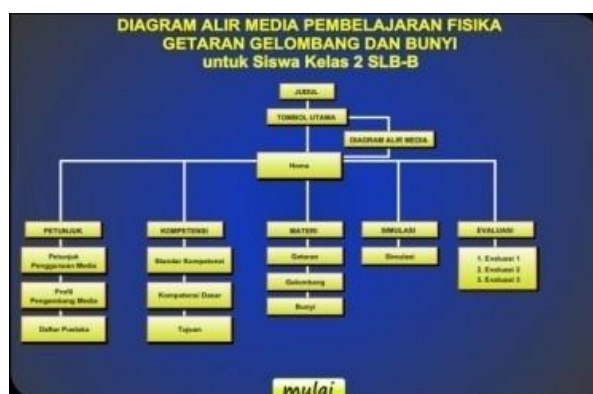 DIAGRAM ALIR MEDIA PEMBELAJARAN FISIKA
GETARAN GELOMBANG DAN BUNYI
untuk Siswa Kelas 2 SLB-B
JUDUL
TOMBOL UTAMA
DIAGRAM ALIR MEDIA
Home
PETUNJUK
Petunjuk
Penggunaan Media
Profil
Pengembang Media
Daftar Pustaka
KOMPETENSI
Standar Kompetensi
Kompetensi Dasar
Tujuan
MATERI
Getaran
Gelombang
Bunyi
SIMULASI
Simulasi
EVALUASI
1. Evaluasi 1
2. Evaluasi 2
3. Evaluasi 3
mulai